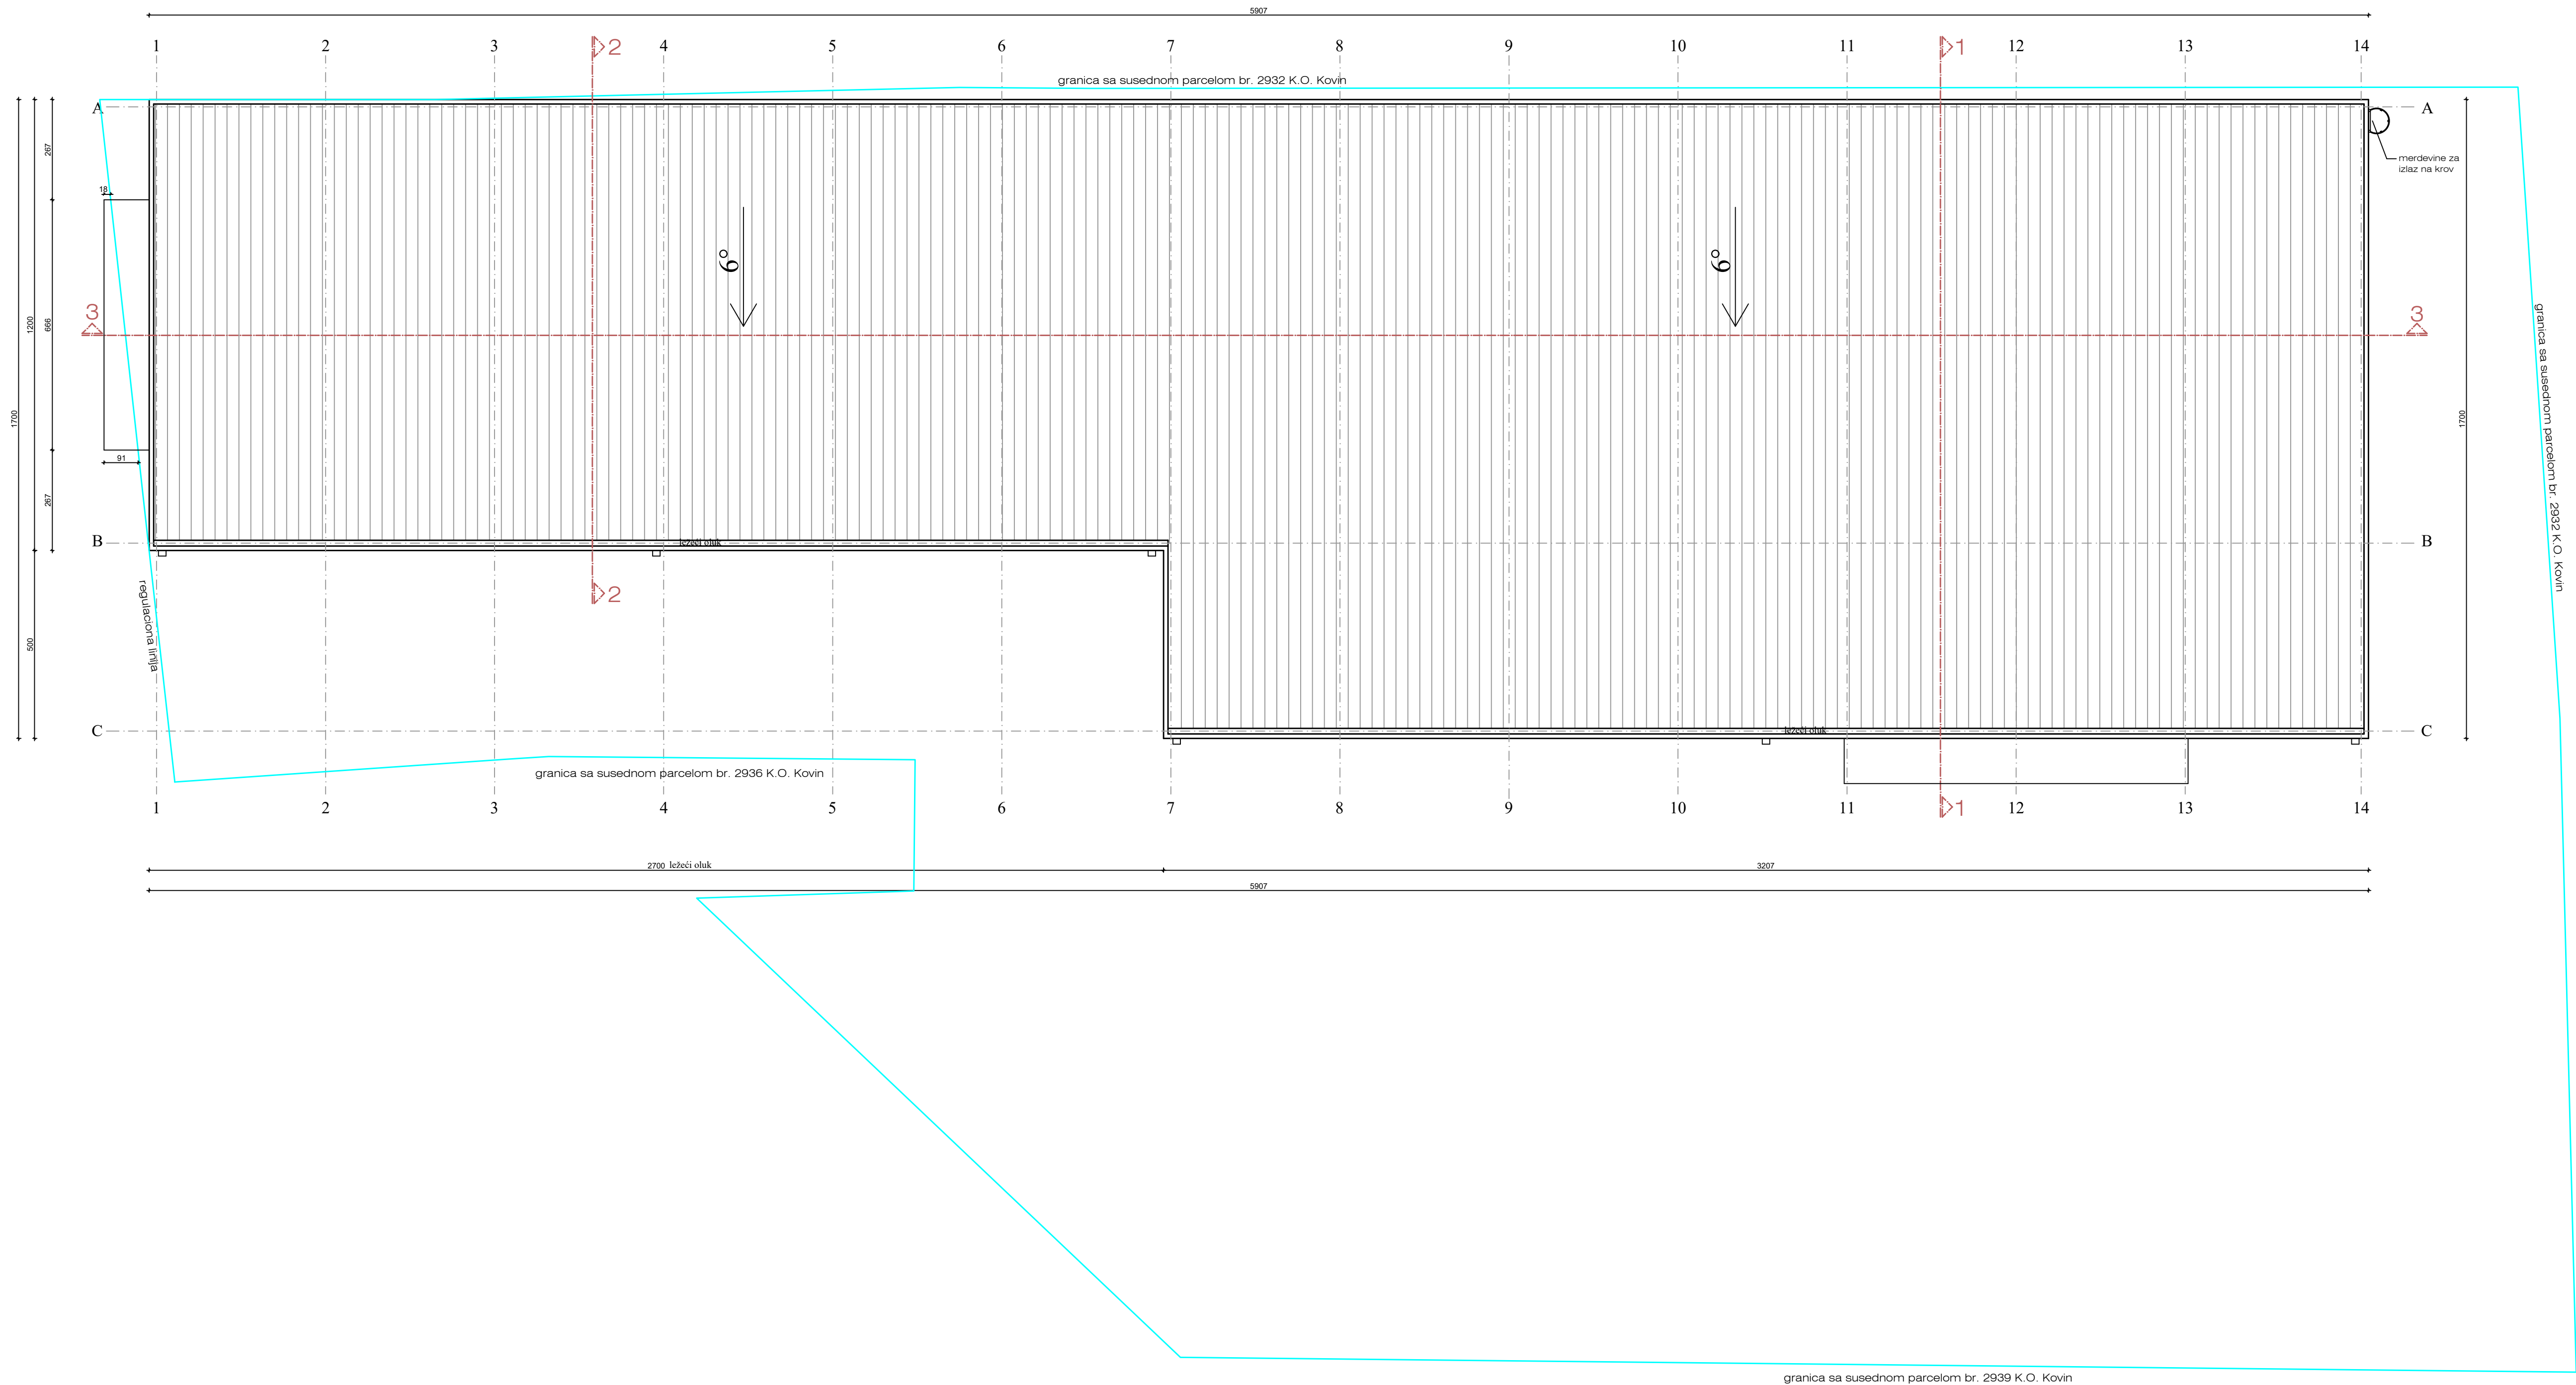 5907
1 2 3 2 4 5 6 7 8 9 10 11 1 12 13 14
granica sa susednom parcelom br. 2932 K.O. Kovin
A
A
267
merdevine za
izlaz na krov
18
6°
6°
3
3
1200
666
granica sa susednom parcelom br. 2932 K.O. Kovin
1700
1700
91
267
B
ležeći oluk
B
2
regulaciona linija
500
C
ležeći oluk
C
granica sa susednom parcelom br. 2936 K.O. Kovin
1 2 3 4 5 6 7 8 9 10 11 1 12 13 14
2700 ležeći oluk
3207
5907
granica sa susednom parcelom br. 2939 K.O. Kovin